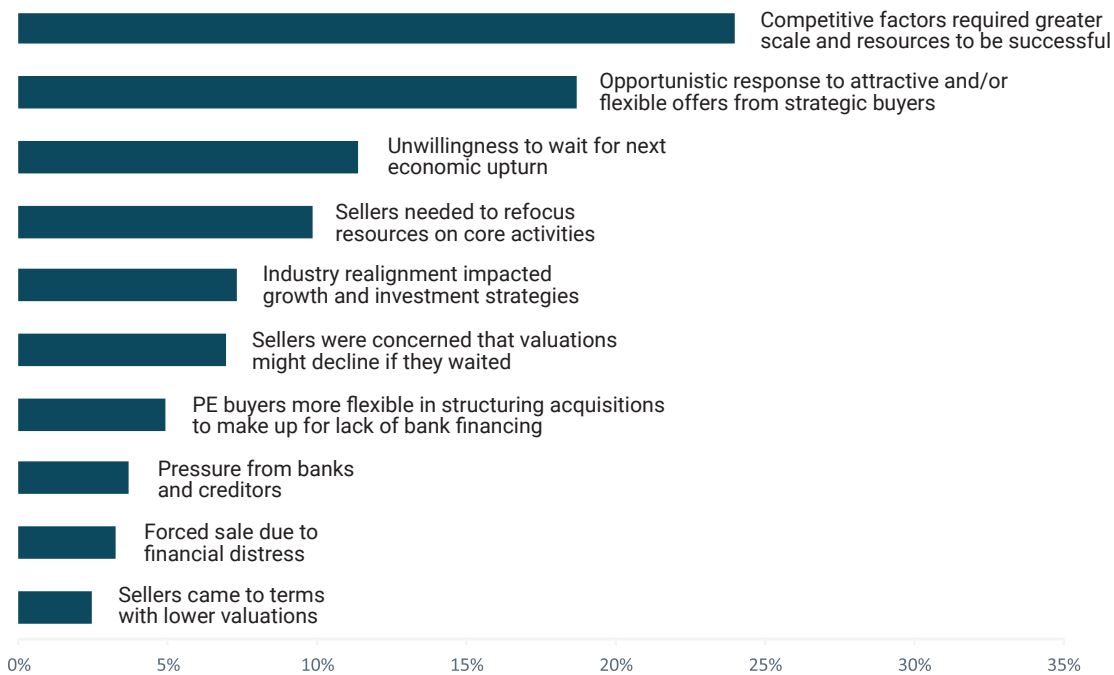 Competitive factors required greater
scale and resources to be successful
Opportunistic response to attractive and/or
flexible offers from strategic buyers
Unwillingness to wait for next
economic upturn
Sellers needed to refocus
resources on core activities
Industry realignment impacted
growth and investment strategies
Sellers were concerned that valuations
might decline if they waited
PE buyers more flexible in structuring acquisitions
to make up for lack of bank financing
Pressure from banks
and creditors
Forced sale due to
financial distress
Sellers came to terms
with lower valuations
0% 5% 10% 15% 20% 25% 30% 35%